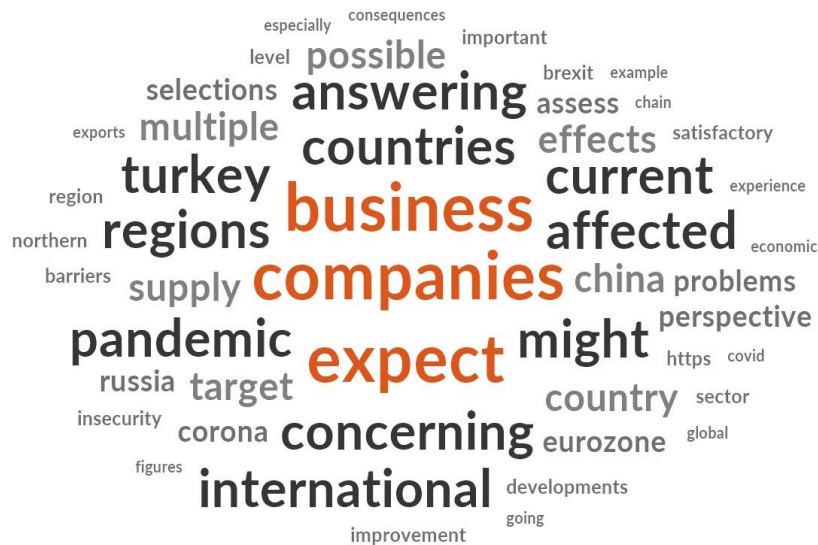 consequences
especially
important
level possible
brexit example
selections answering
assess chain
exports multiple countries effects satisfactory
turkey current
region business experience
regions affected
northern economic
barriers supply companies china problems
perspective
pandemic expect might
https covid
russia target
country sector
insecurity
corona concerning eurozone global
figures
international developments
going
improvement